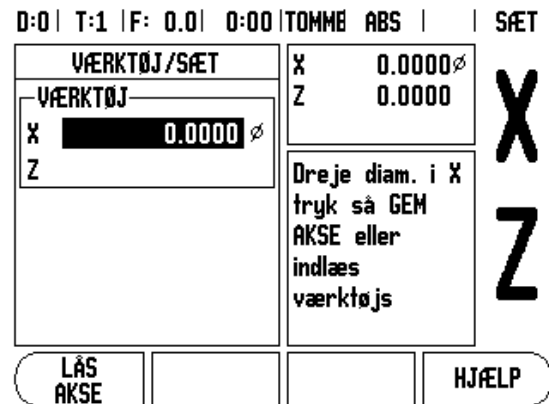 D:0 | T:1 | F: 0.0 | 0:00 | TOMME ABS | | SÆT
VÆRKTØJ/SÆT
VÆRKTØJ
X 0.0000 ø
Z
X 0.0000 ø
Z 0.0000
Dreje diam. i X
tryk så GEM
AKSE eller
indlæs
værktøjs
X
Z
LÅS
AKSE
HJÆLP